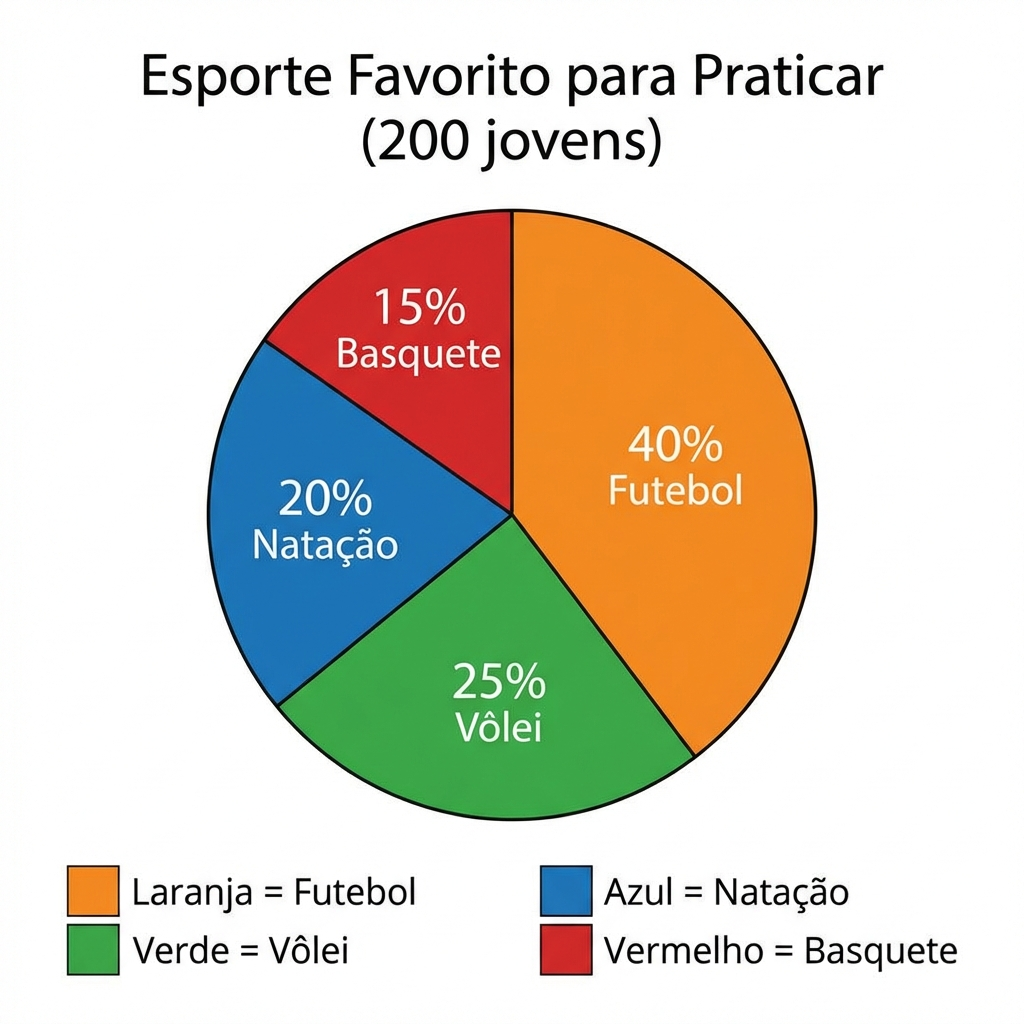 Esporte Favorito para Praticar
(200 jovens)
15%
Basquete
40%
Futebol
20%
Natação
25%
Vôlei
Laranja = Futebol
Azul = Natação
Verde = Vôlei
Vermelho = Basquete